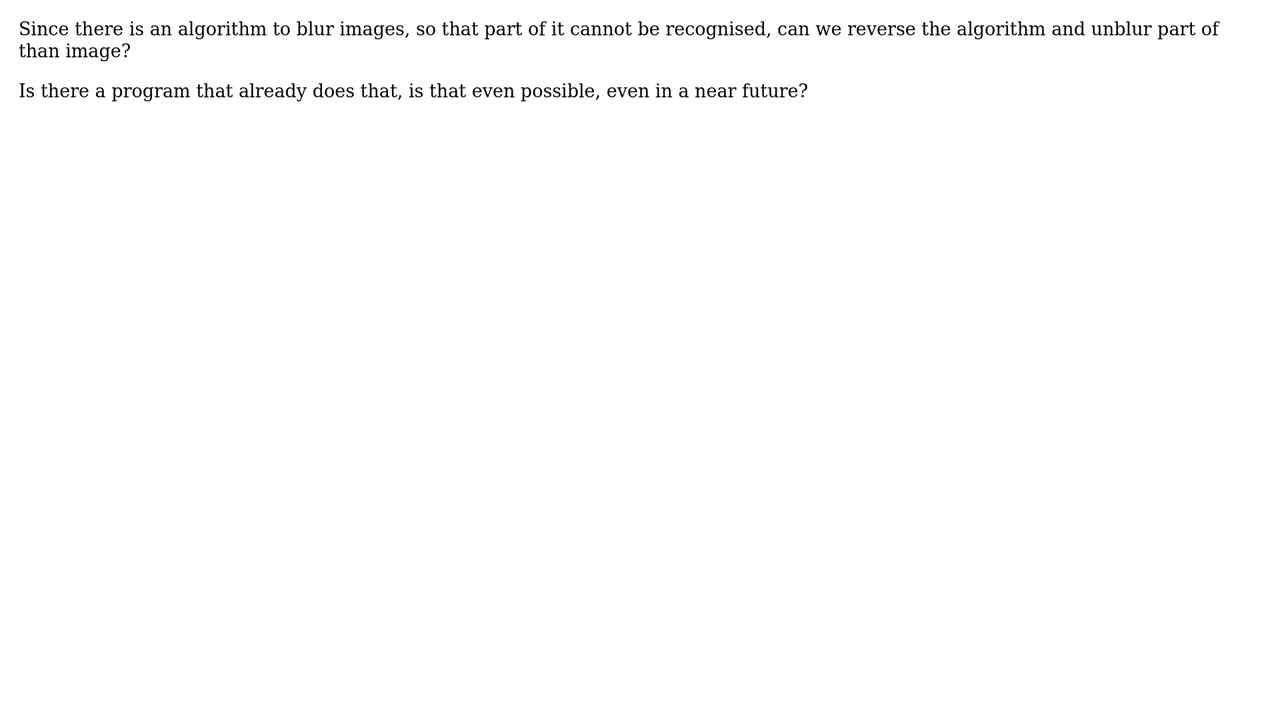 Since there is an algorithm to blur images, so that part of it cannot be recognised, can we reverse the algorithm and unblur part of
than image?
Is there a program that already does that, is that even possible, even in a near future?